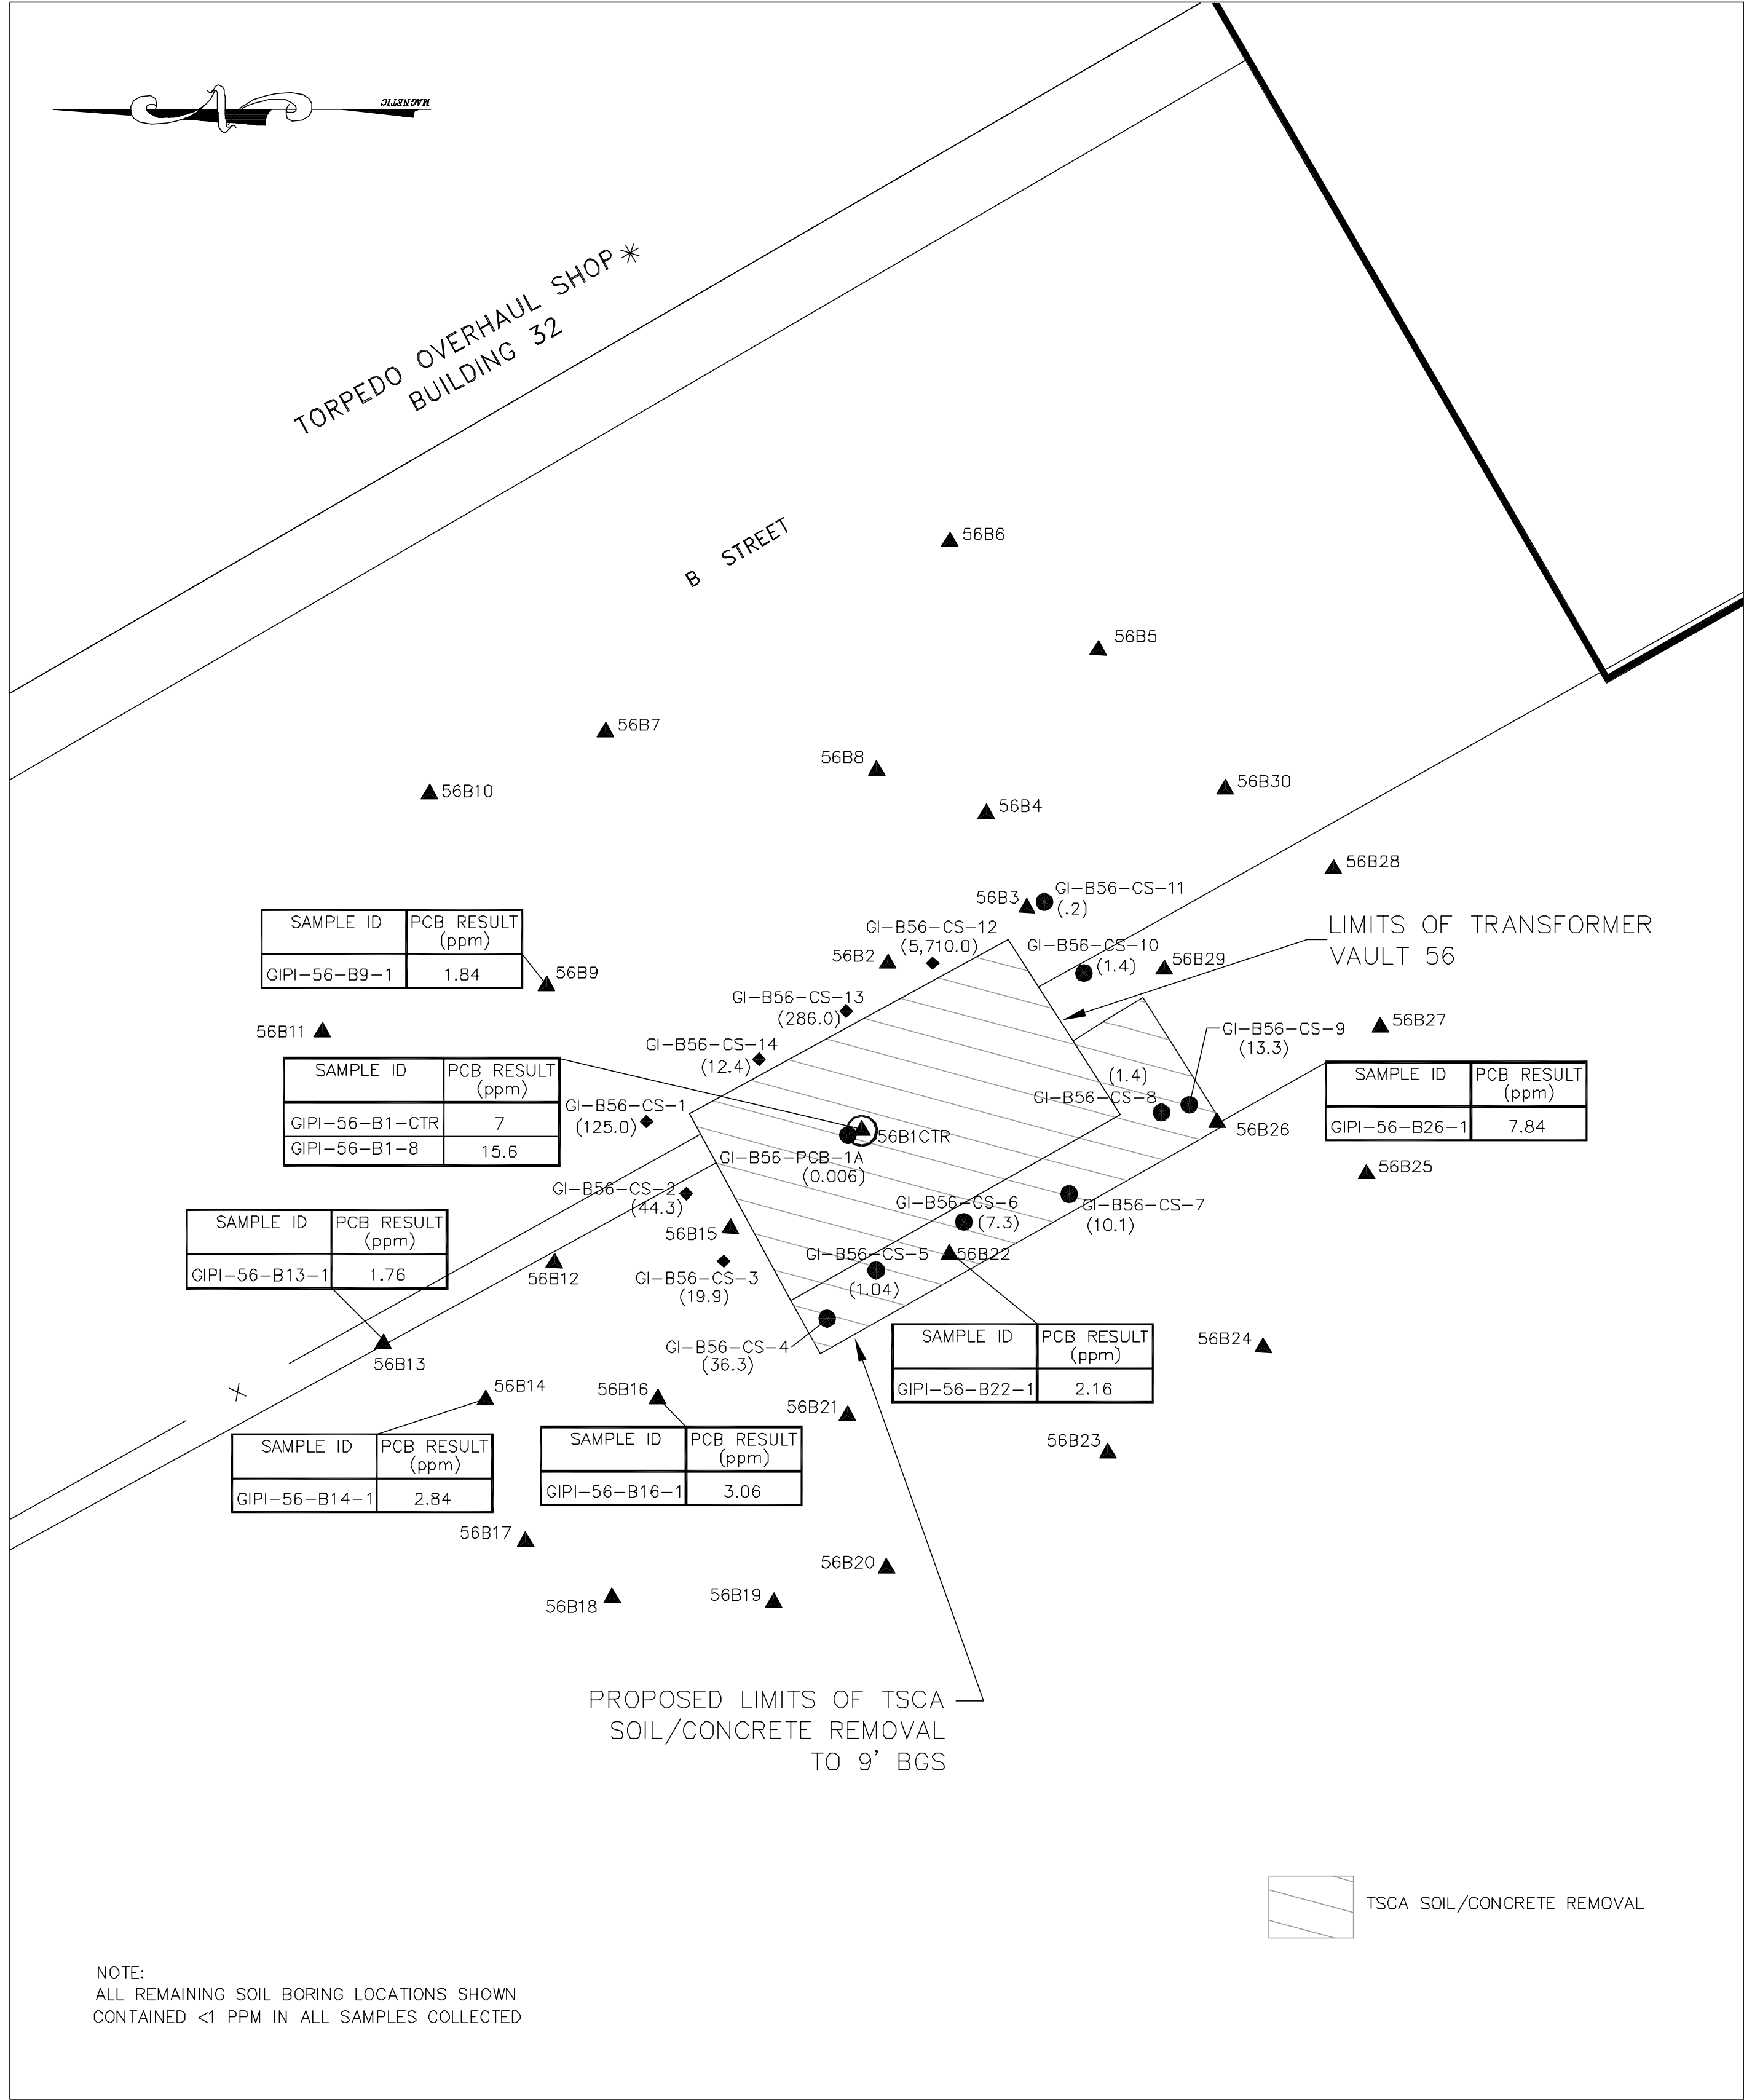 MAGNETIC
TORPEDO OVERHAUL SHOP*
BUILDING 32
B STREET
56B6
56B5
56B7
56B8
56B10
56B4
56B30
56B28
56B3
GI-B56-CS-11
(.2)
SAMPLE ID PCB RESULT
(ppm)
GIPI-56-B9-1 1.84
56B9
GI-B56-CS-12
(5,710.0)
56B2
GI-B56-CS-10
(1.4)
56B29
LIMITS OF TRANSFORMER
VAULT 56
56B11
GI-B56-CS-13
(286.0)
56B27
GI-B56-CS-9
(13.3)
GI-B56-CS-14
(12.4)
SAMPLE ID PCB RESULT
(ppm)
GIPI-56-B1-CTR 7
GIPI-56-B1-8 15.6
GI-B56-CS-1
(125.0)
(1.4)
GI-B56-CS-8
56B26
SAMPLE ID PCB RESULT
(ppm)
GIPI-56-B26-1 7.84
56B1CTR
GI-B56-PCB-1A
(0.006)
56B25
GI-B56-CS-2
(44.3)
GI-B56-CS-6
(7.3)
GI-B56-CS-7
(10.1)
SAMPLE ID PCB RESULT
(ppm)
GIPI-56-B13-1 1.76
56B15
56B12
GI-B56-CS-3
(19.9)
GI-B56-CS-5
(1.04)
56B22
56B13
GI-B56-CS-4
(36.3)
SAMPLE ID PCB RESULT
(ppm)
GIPI-56-B22-1 2.16
56B24
X
56B14
56B16
56B21
56B23
SAMPLE ID PCB RESULT
(ppm)
GIPI-56-B14-1 2.84
SAMPLE ID PCB RESULT
(ppm)
GIPI-56-B16-1 3.06
56B17
56B20
56B18
56B19
PROPOSED LIMITS OF TSCA
SOIL/CONCRETE REMOVAL
TO 9' BGS
TSCA SOIL/CONCRETE REMOVAL
NOTE:
ALL REMAINING SOIL BORING LOCATIONS SHOWN
CONTAINED <1 PPM IN ALL SAMPLES COLLECTED